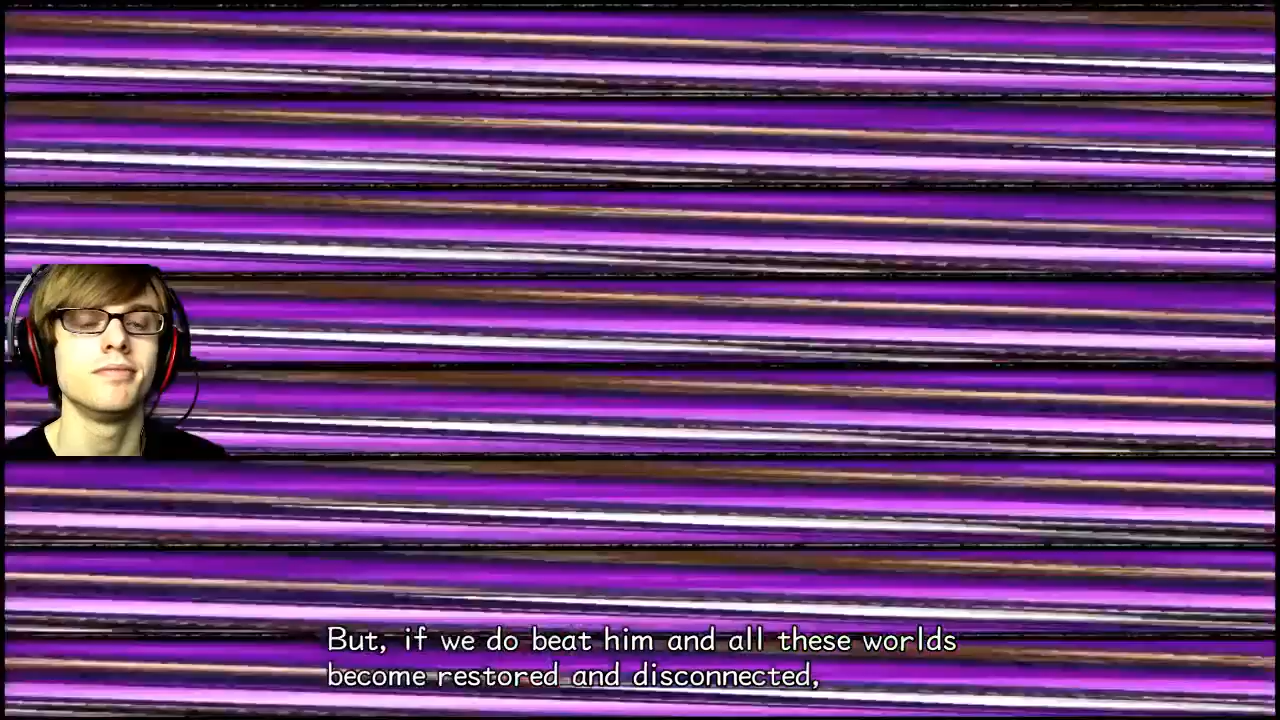 But, if we do beat him and all these worlds
become restored and disconnected,